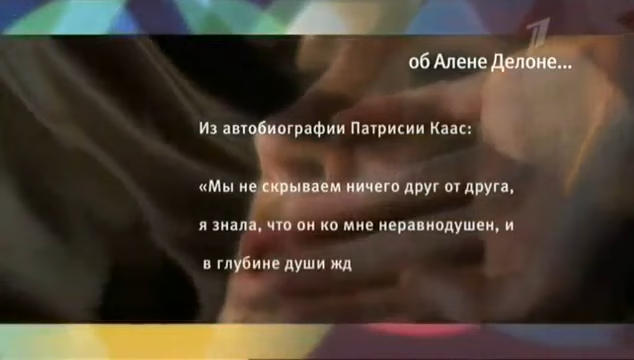 об Алене Делоне...
Из автобиографии Патрисии Каас:
«Мы не скрываем ничего друг от друга,
я знала, что он ко мне неравнодушен, и
в глубине души жд